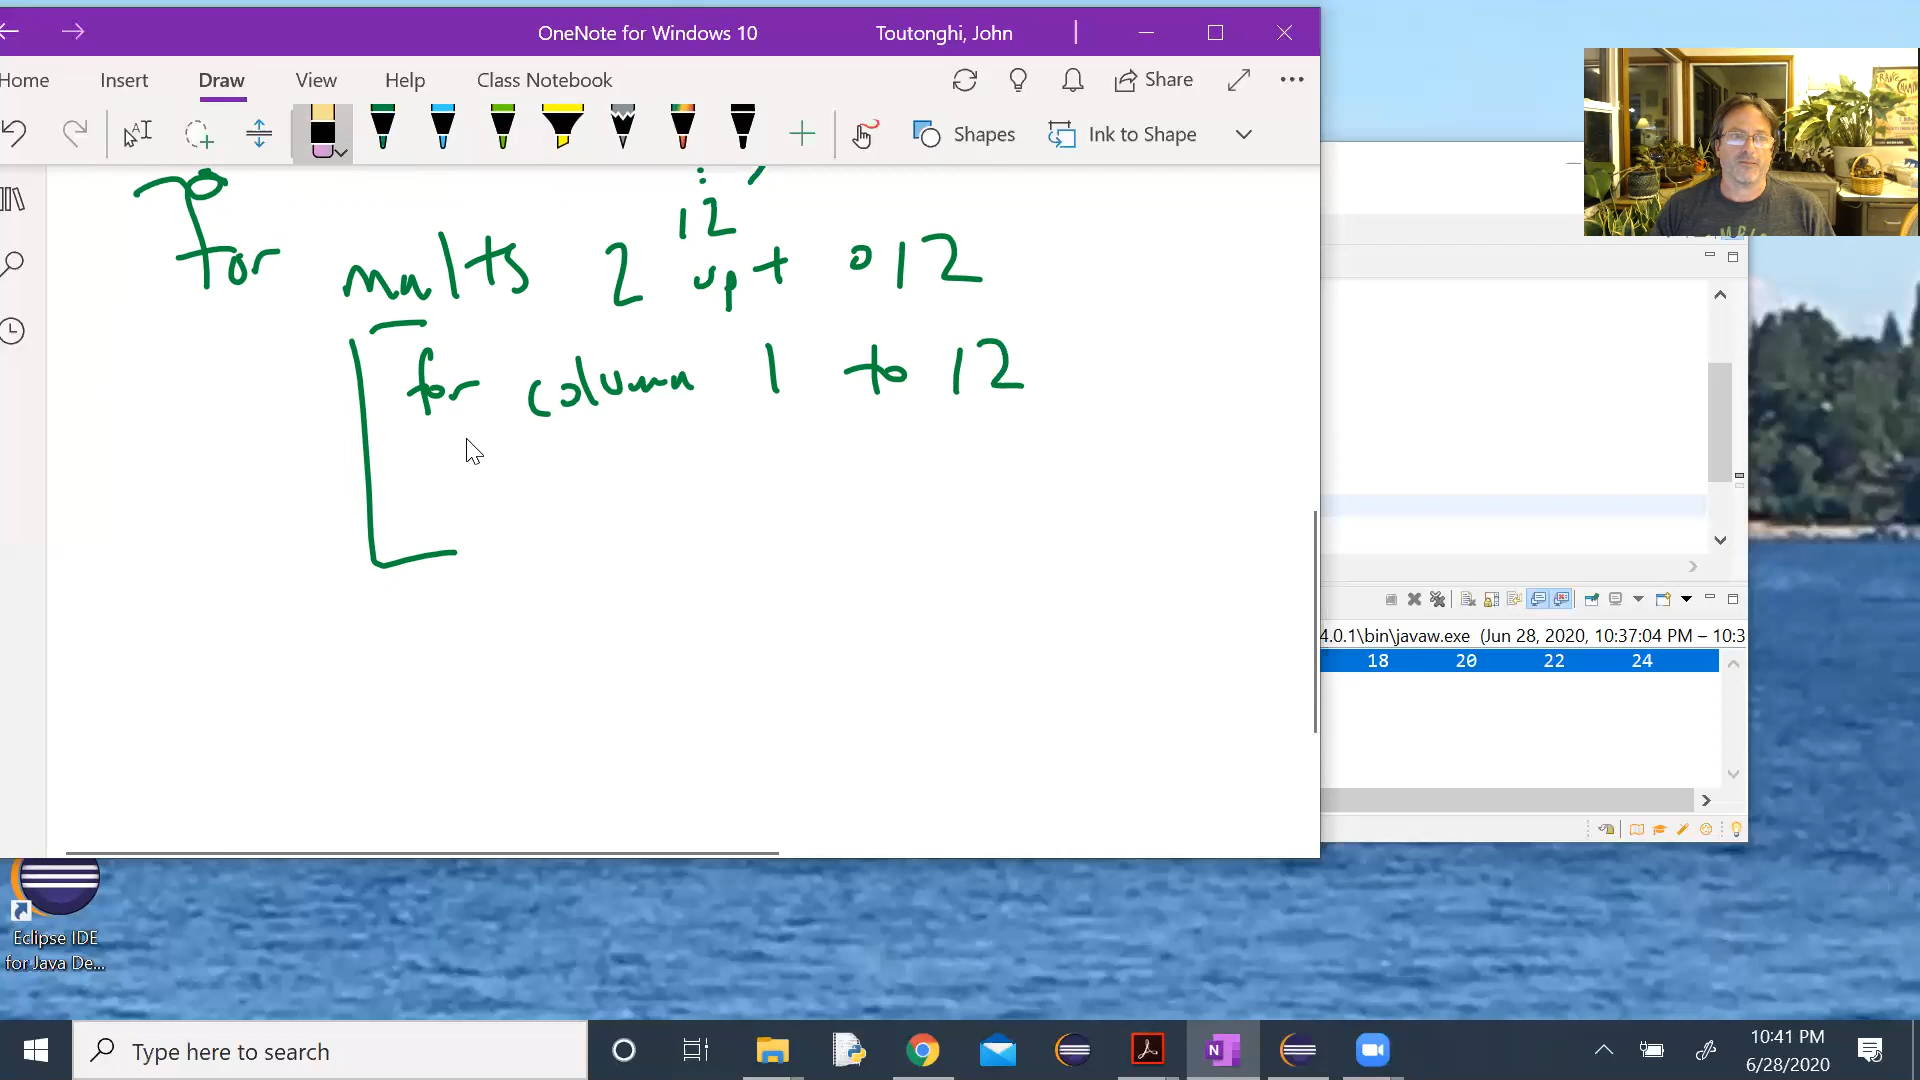 OneNote for Windows 10 Toutonghi, John
Home Insert Draw View Help Class Notebook Share
Shapes Ink to Shape
:
12
for mults 2 up to 12
for column 1 to 12
4.0.1\bin\javaw.exe (Jun 28, 2020, 10:37:04 PM – 10:3
18 20 22 24
Eclipse IDE
for Java De...
Type here to search
10:41 PM
6/28/2020